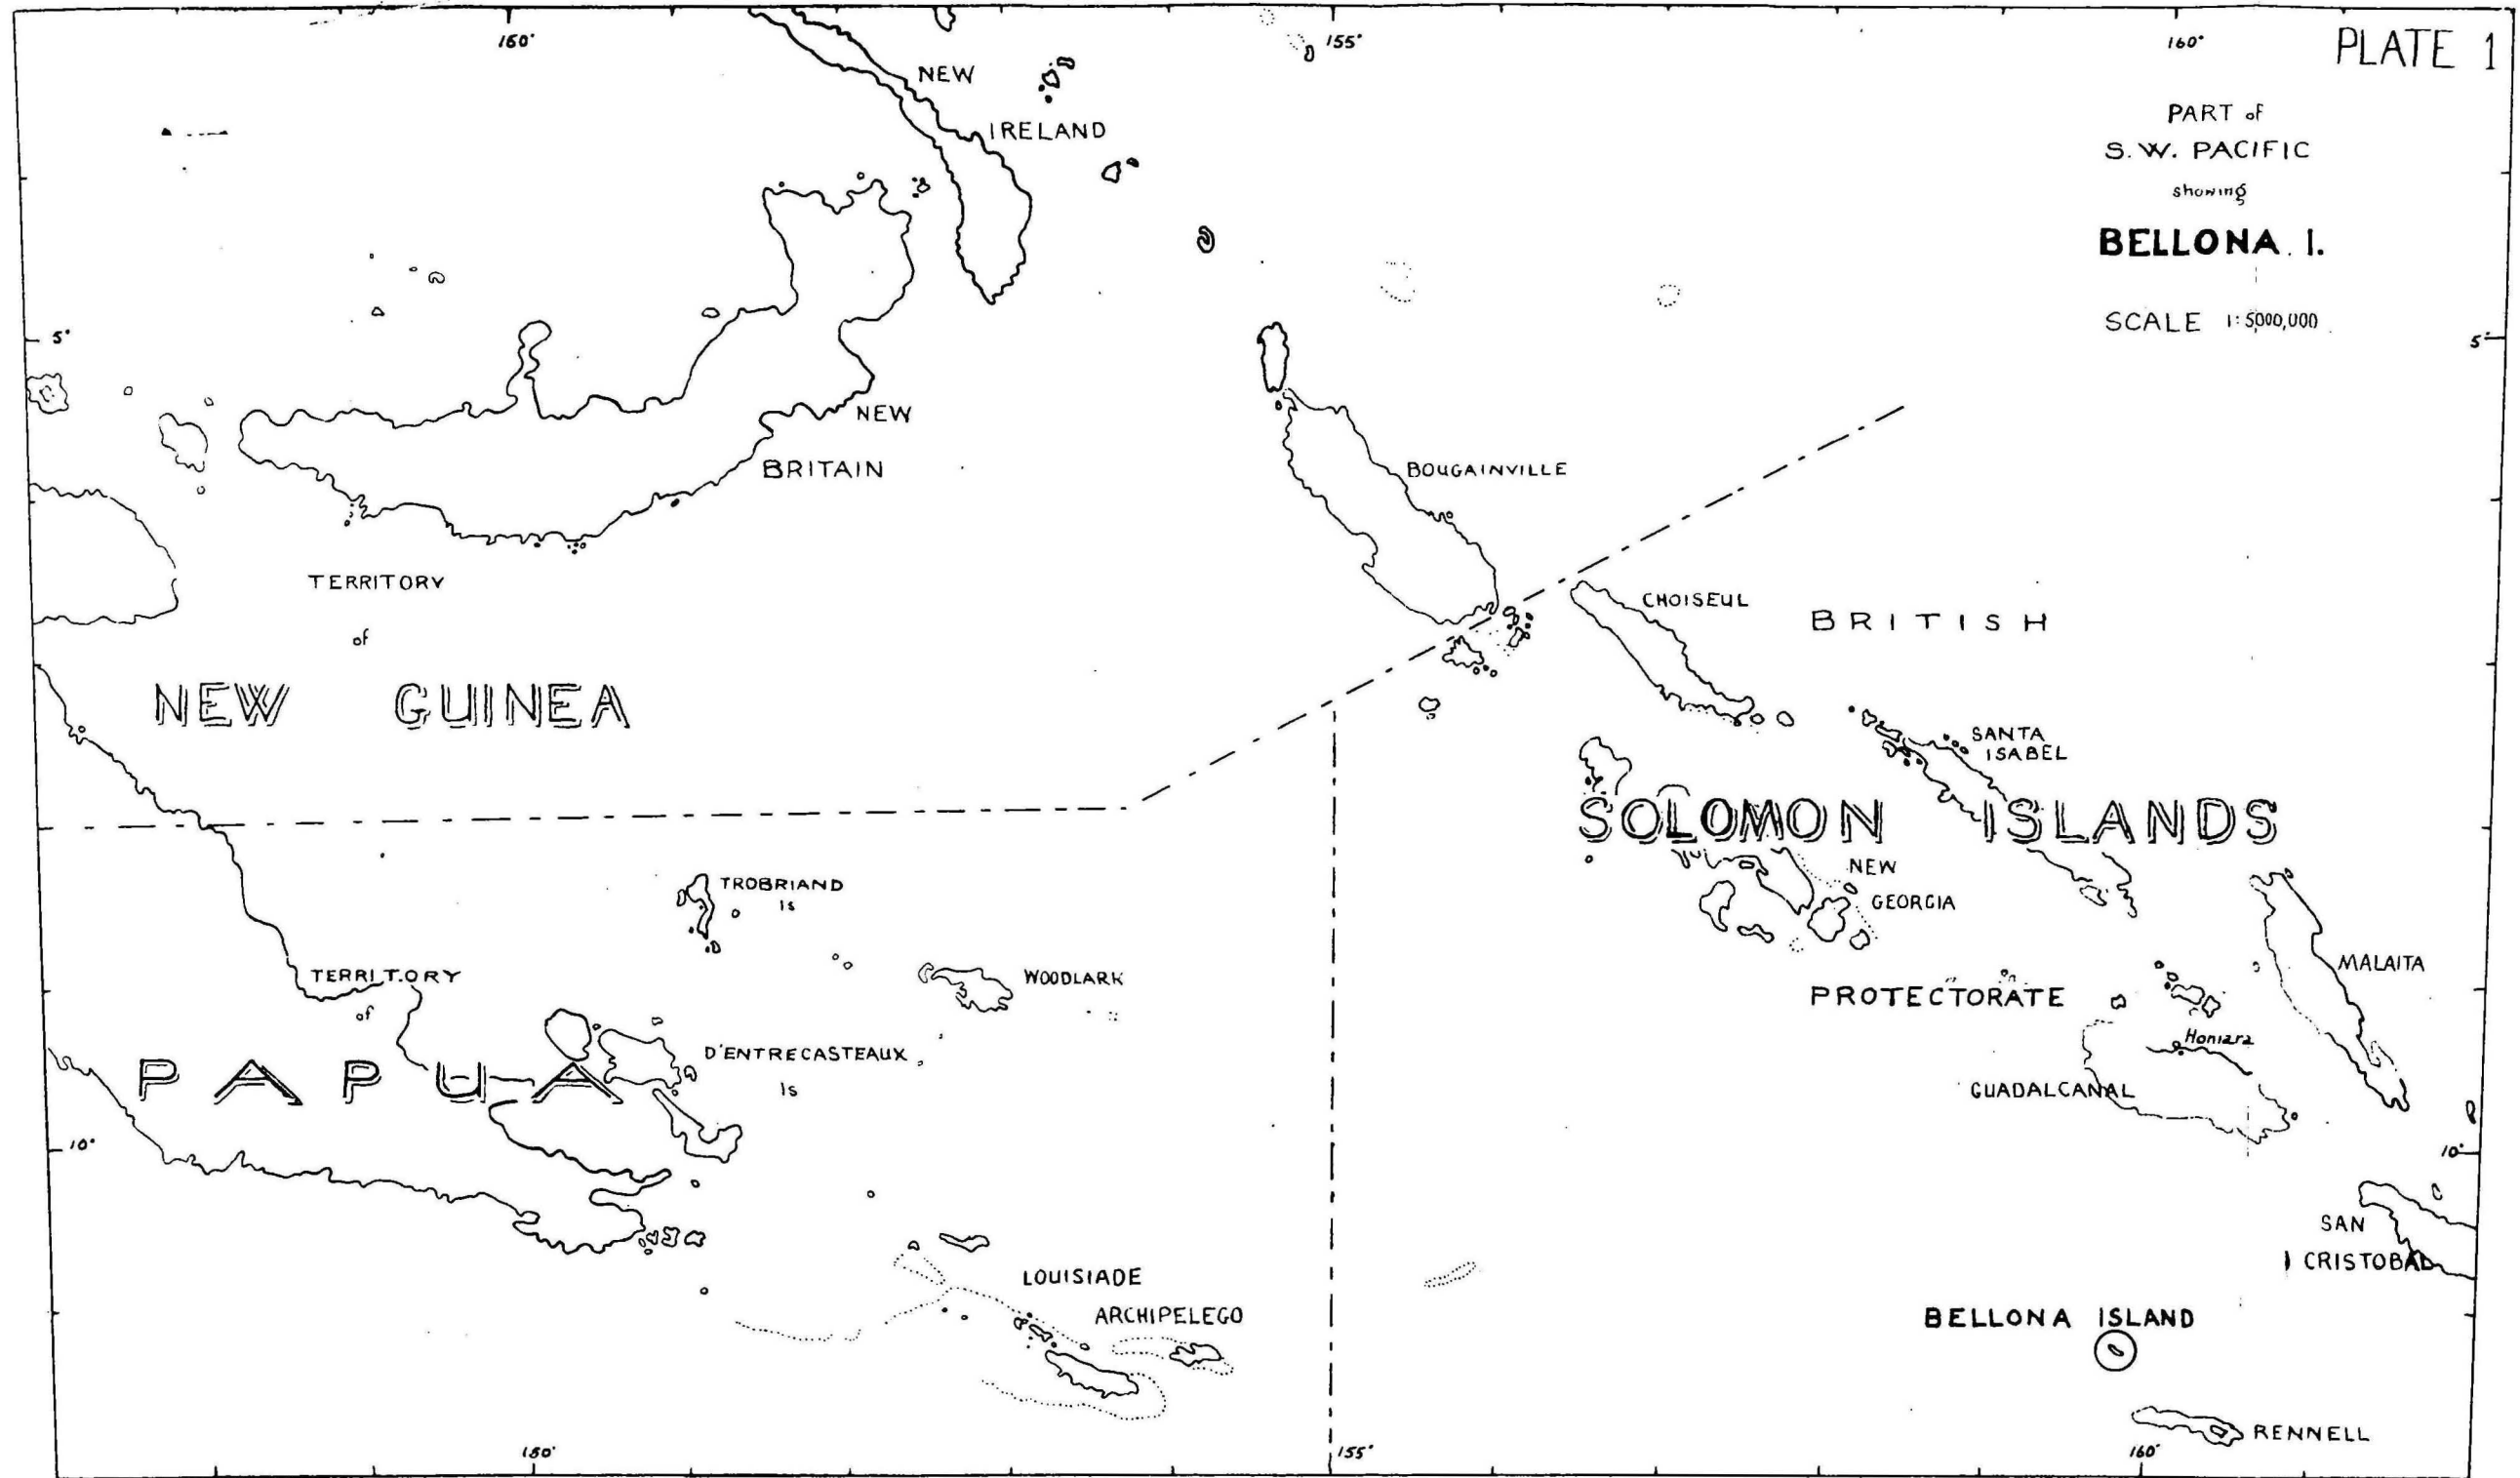 150°
155°
160°
PLATE 1
PART of
S.W. PACIFIC
showing
BELLONA. I.
SCALE 1:5000,000
NEW
IRELAND
5°
5°
NEW
BRITAIN
BOUGAINVILLE
TERRITORY
of
NEW GUINEA
CHOISEUL
BRITISH
SANTA
ISABEL
SOLOMON ISLANDS
NEW
GEORGIA
TROBRIAND
Is
WOODLARK
MALAITA
PROTECTORATE
TERRITORY
of
PAPUA
D'ENTRECASTEAUX
Is
Honiara
GUADALCANAL
10°
10°
SAN
CRISTOBAL
LOUISIADE
ARCHIPELEGO
BELLONA ISLAND
RENNELL
150°
155°
160°